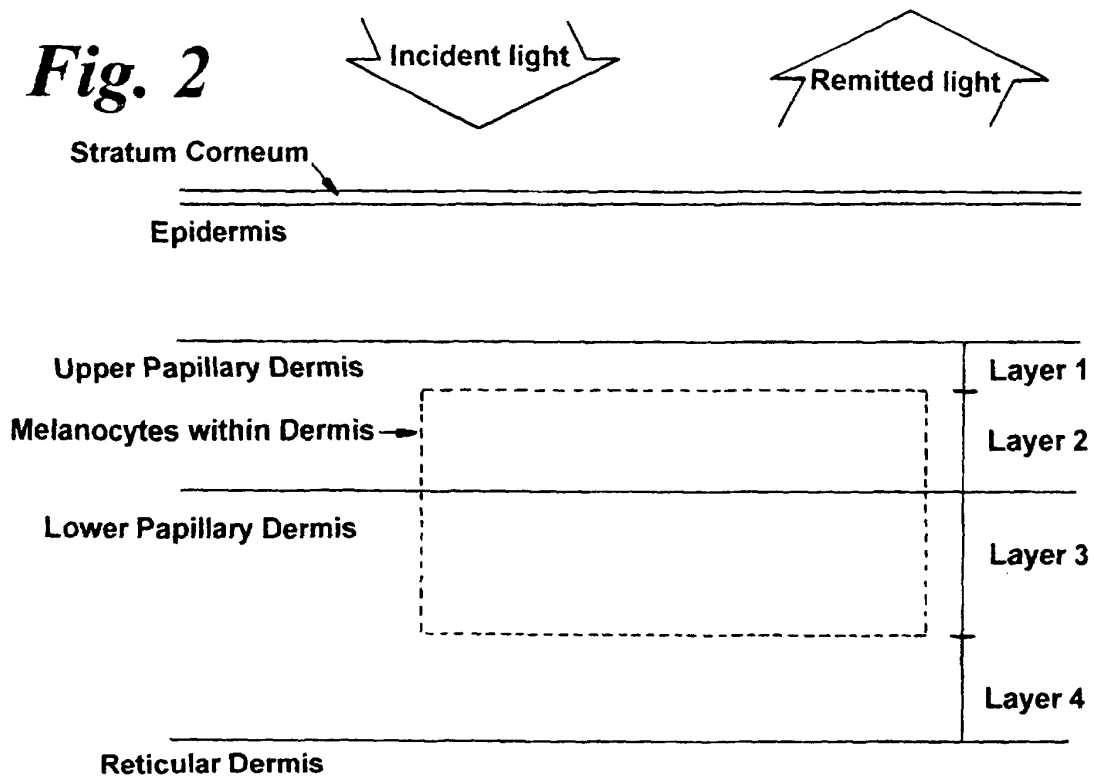 Fig. 2
Incident light
Remitted light
Stratum Corneum
Epidermis
Upper Papillary Dermis
Layer 1
Melanocytes within Dermis
Layer 2
Lower Papillary Dermis
Layer 3
Layer 4
Reticular Dermis